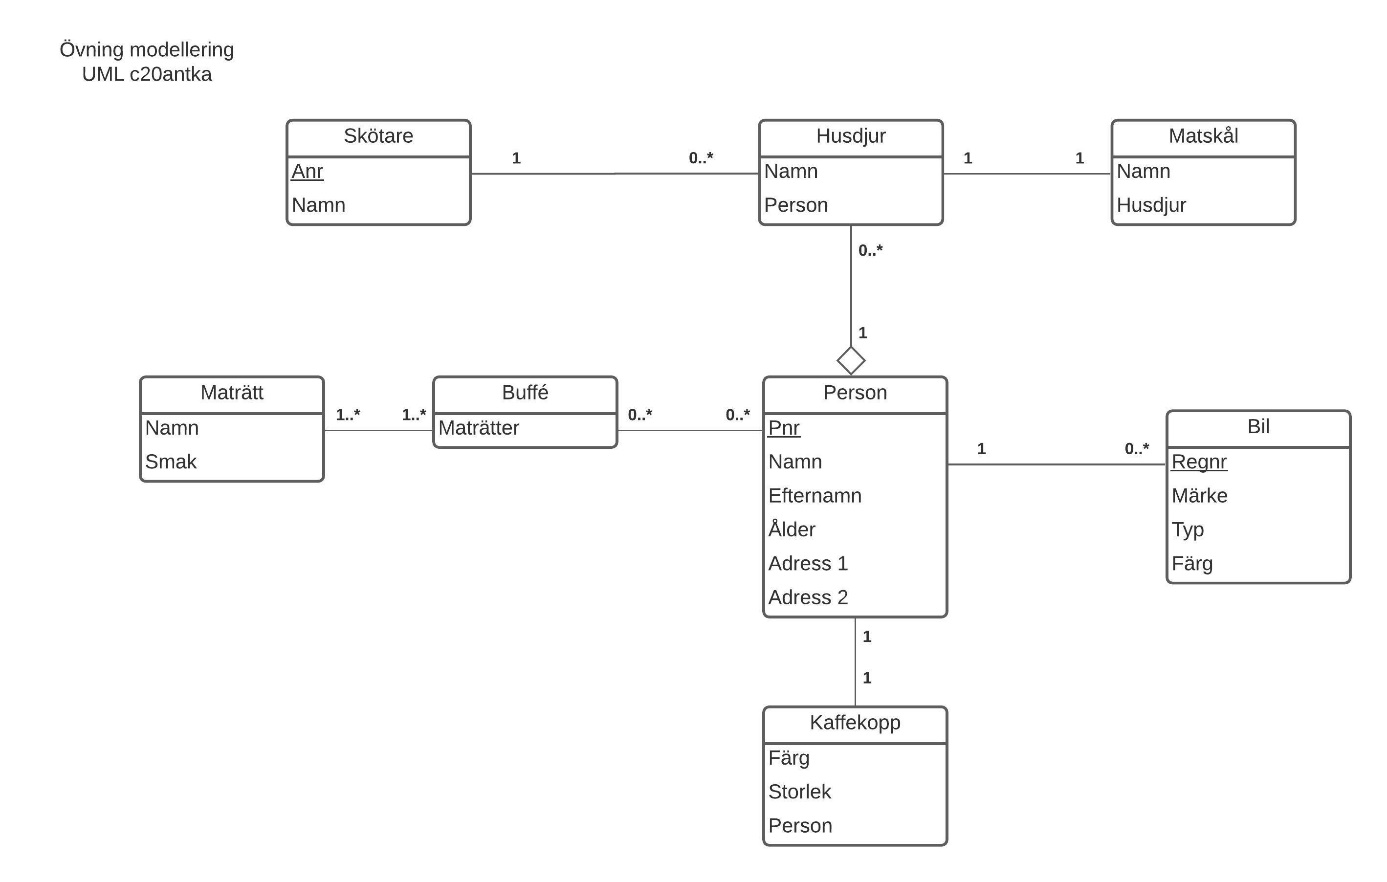 Övning modellering
UML c20antka
Skötare
Anr
Namn
1
0..*
Husdjur
Namn
Person
1
1
Matskål
Namn
Husdjur
0..*
1
Maträtt
Namn
Smak
1..*
1..*
Buffé
Maträtter
0..*
0..*
Person
Pnr
Namn
Efternamn
Ålder
Adress 1
Adress 2
1
0..*
Bil
Regnr
Märke
Typ
Färg
1
1
Kaffekopp
Färg
Storlek
Person